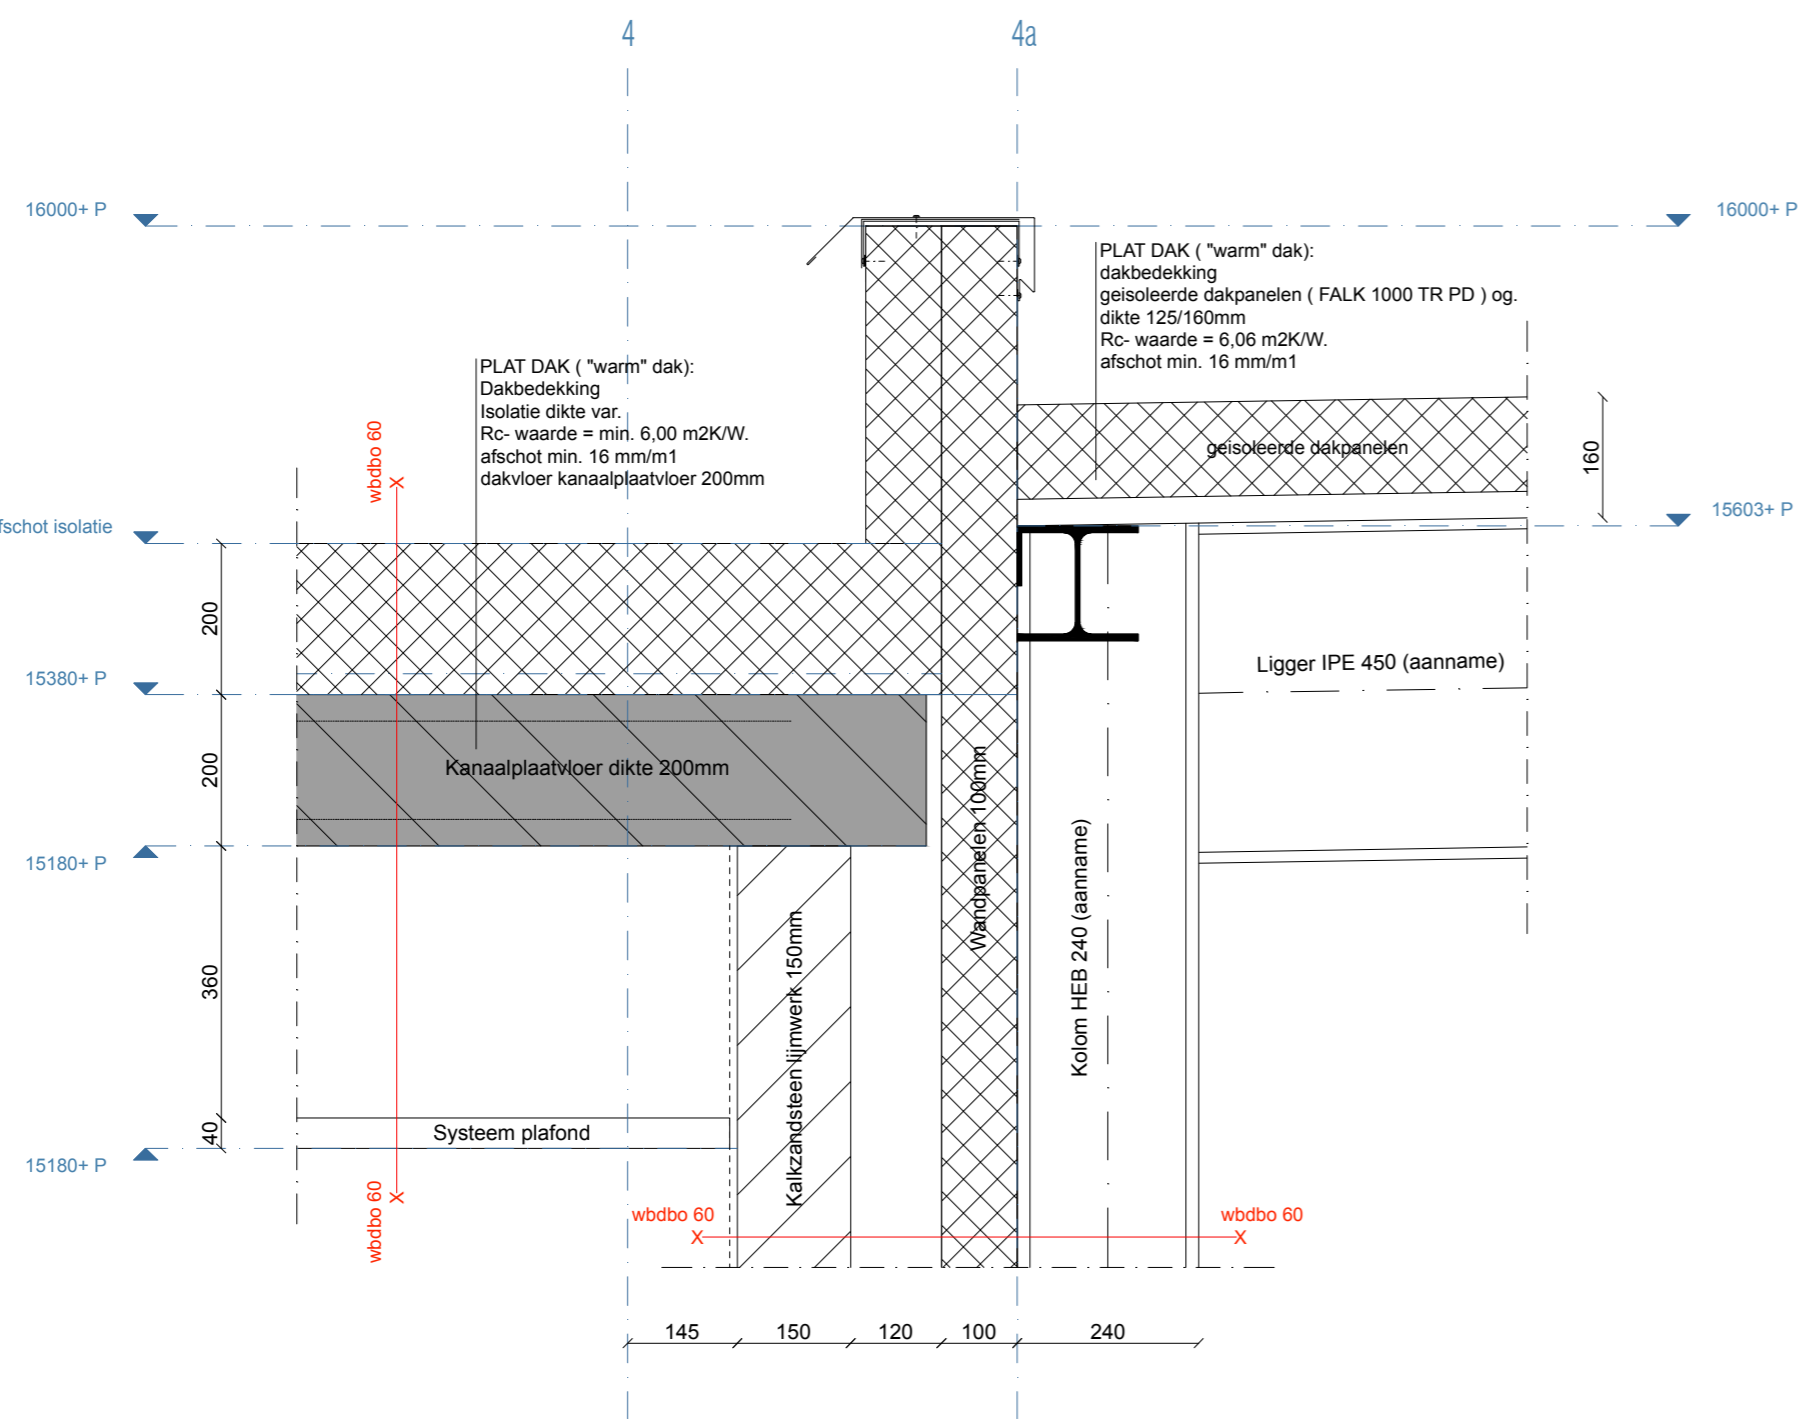 4
4a
16000+ P
16000+ P
PLAT DAK ( "warm" dak):
dakbedekking
geisoleerde dakpanelen ( FALK 1000 TR PD ) og.
dikte 125/160mm
Rc- waarde = 6,06 m2K/W.
afschot min. 16 mm/m1
PLAT DAK ( "warm" dak):
Dakbedekking
Isolatie dikte var.
Rc- waarde = min. 6,00 m2K/W.
afschot min. 16 mm/m1
dakvloer kanaalplaatvloer 200mm
wbdbo 60
X
geisoleerde dakpanelen
160
15603+ P
fschot isolatie
200
15380+ P
Ligger IPE 450 (aanname)
200
Kanaalplaatvloer dikte 200mm
15180+ P
Wandpanelen 100mm
Kolom HEB 240 (aanname)
Kalkzandsteen lijmwerk 150mm
360
40
Systeem plafond
15180+ P
X
wbdbo 60
wbdbo 60
X
wbdbo 60
X
145
150
120
100
240